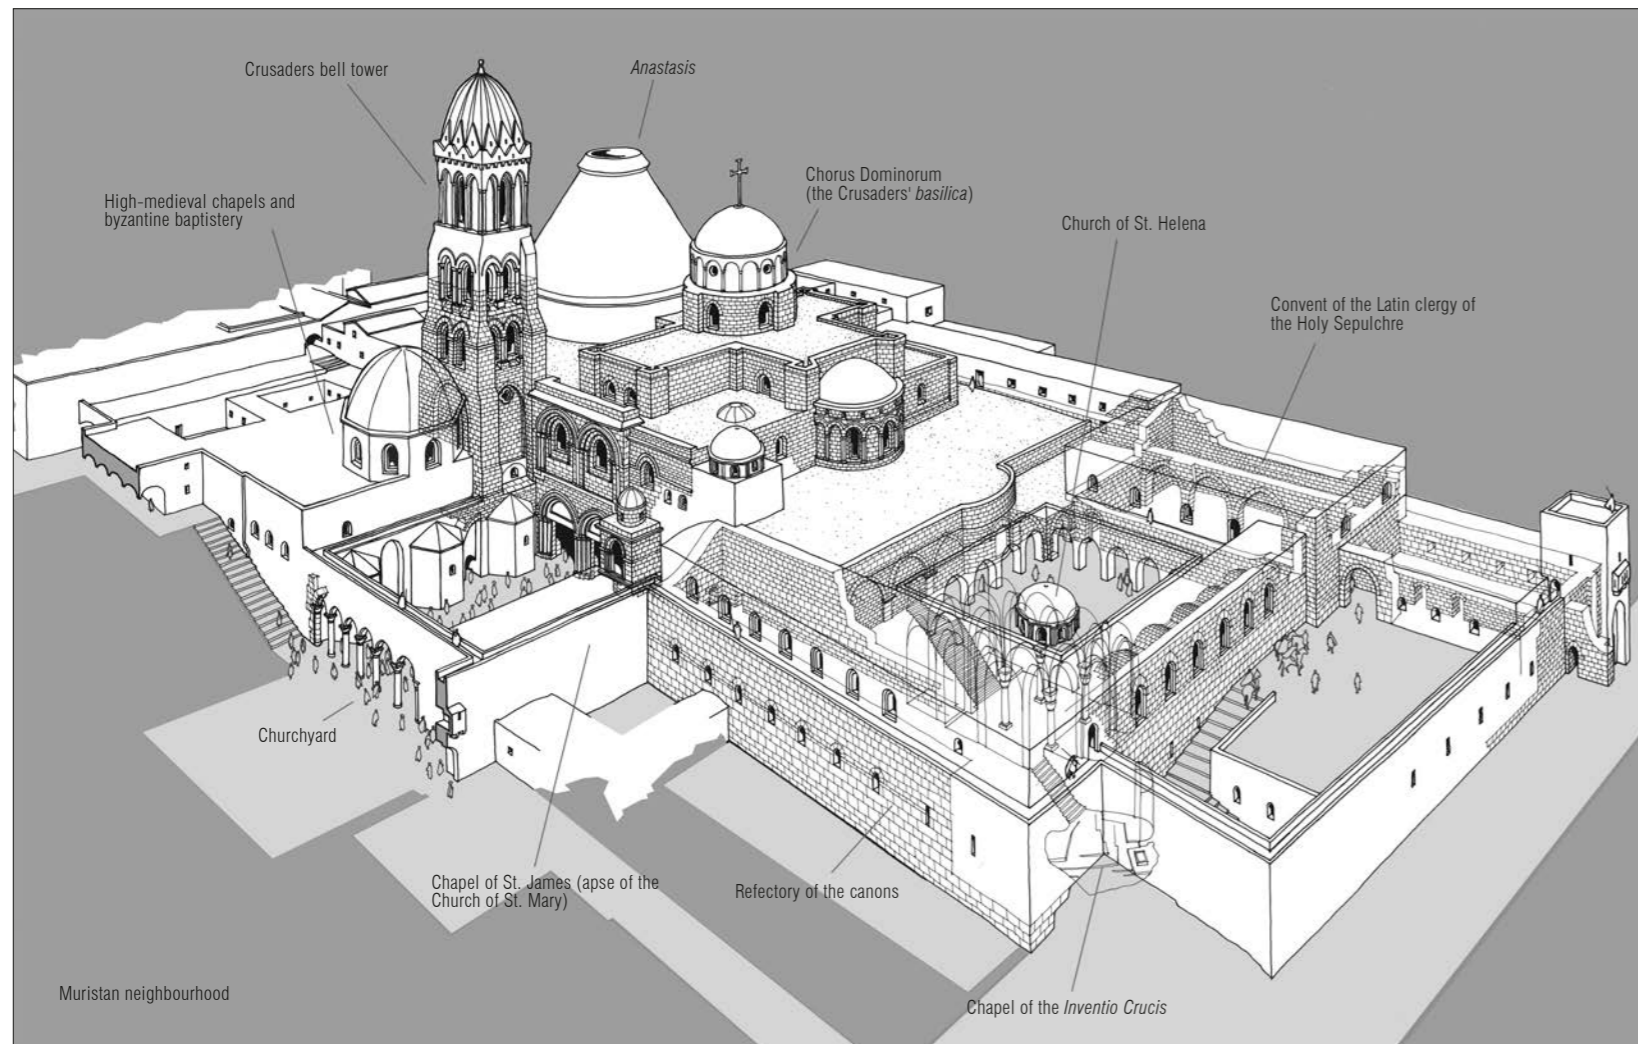 Crusaders bell tower
Anastasis
Chorus Dominorum
(the Crusaders' basilica)
High-medieval chapels and
byzantine baptistery
Church of St. Helena
Convent of the Latin clergy of
the Holy Sepulchre
Churchyard
Chapel of St. James (apse of the
Church of St. Mary)
Refectory of the canons
Muristan neighbourhood
Chapel of the Inventio Crucis